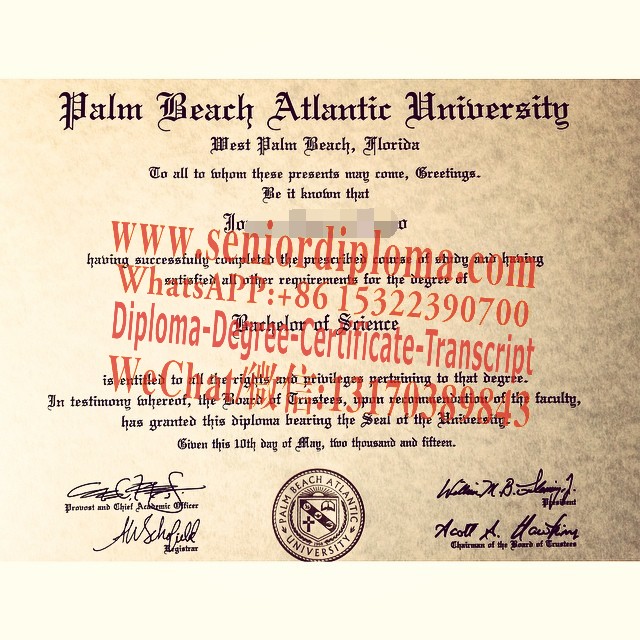 Palm Beach Atlantic University
West Palm Beach, Florida
To all to whom these presents may come, Greetings.
Be it known that
Jo o
www.seniordiploma.com
having successfully completed the prescribed course of study and having
WhatsAPP:+86 15322390700
satisfied all other requirements for the degree of
Bachelor of Science
Diploma-Degree-Certificate-Transcript
WeChat/微信:13170389843
is entitled to all the rights and privileges pertaining to that degree.
In testimony whereof, the Board of Trustees, upon recommendation of the faculty,
has granted this diploma bearing the Seal of the University.
Given this 10th day of May, two thousand and fifteen.
Provost and Chief Academic Officer
President
Registrar
Chairman of the Board of Trustees
PALM BEACH ATLANTIC
UNIVERSITY